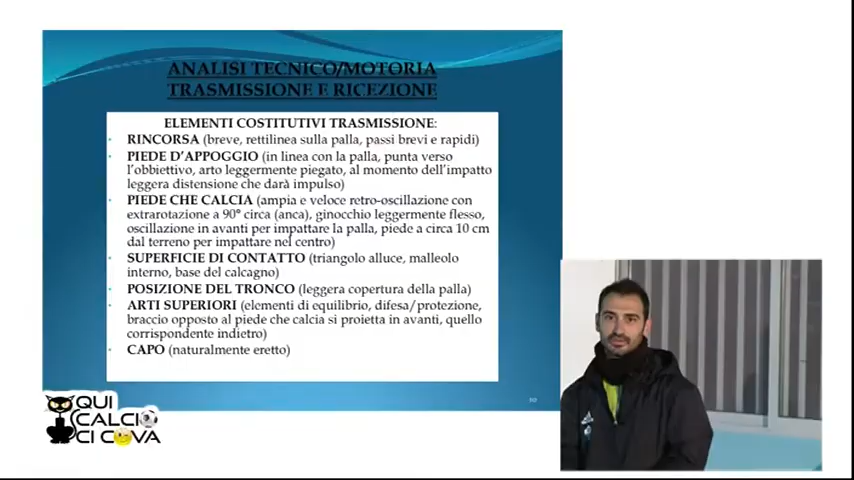 ANALISI TECNICO/MOTORIA
TRASMISSIONE E RICEZIONE
ELEMENTI COSTITUTIVI TRASMISSIONE:
RINCORSA (breve, rettilinea sulla palla, passi brevi e rapidi)
PIEDE D'APPOGGIO (in linea con la palla, punta verso
l'obbiettivo, arto leggermente piegato, al momento dell'impatto
leggera distensione che darà impulso)
PIEDE CHE CALCIA (ampia e veloce retro-oscillazione con
extrarotazione a 90° circa (anca), ginocchio leggermente flesso,
oscillazione in avanti per impattare la palla, piede a circa 10 cm
dal terreno per impattare nel centro)
SUPERFICIE DI CONTATTO (triangolo alluce, malleolo
interno, base del calcagno)
POSIZIONE DEL TRONCO (leggera copertura della palla)
ARTI SUPERIORI (elementi di equilibrio, difesa/protezione,
braccio opposto al piede che calcia si proietta in avanti, quello
corrispondente indietro)
CAPO (naturalmente eretto)
QUI
CALCIO
CI COVA